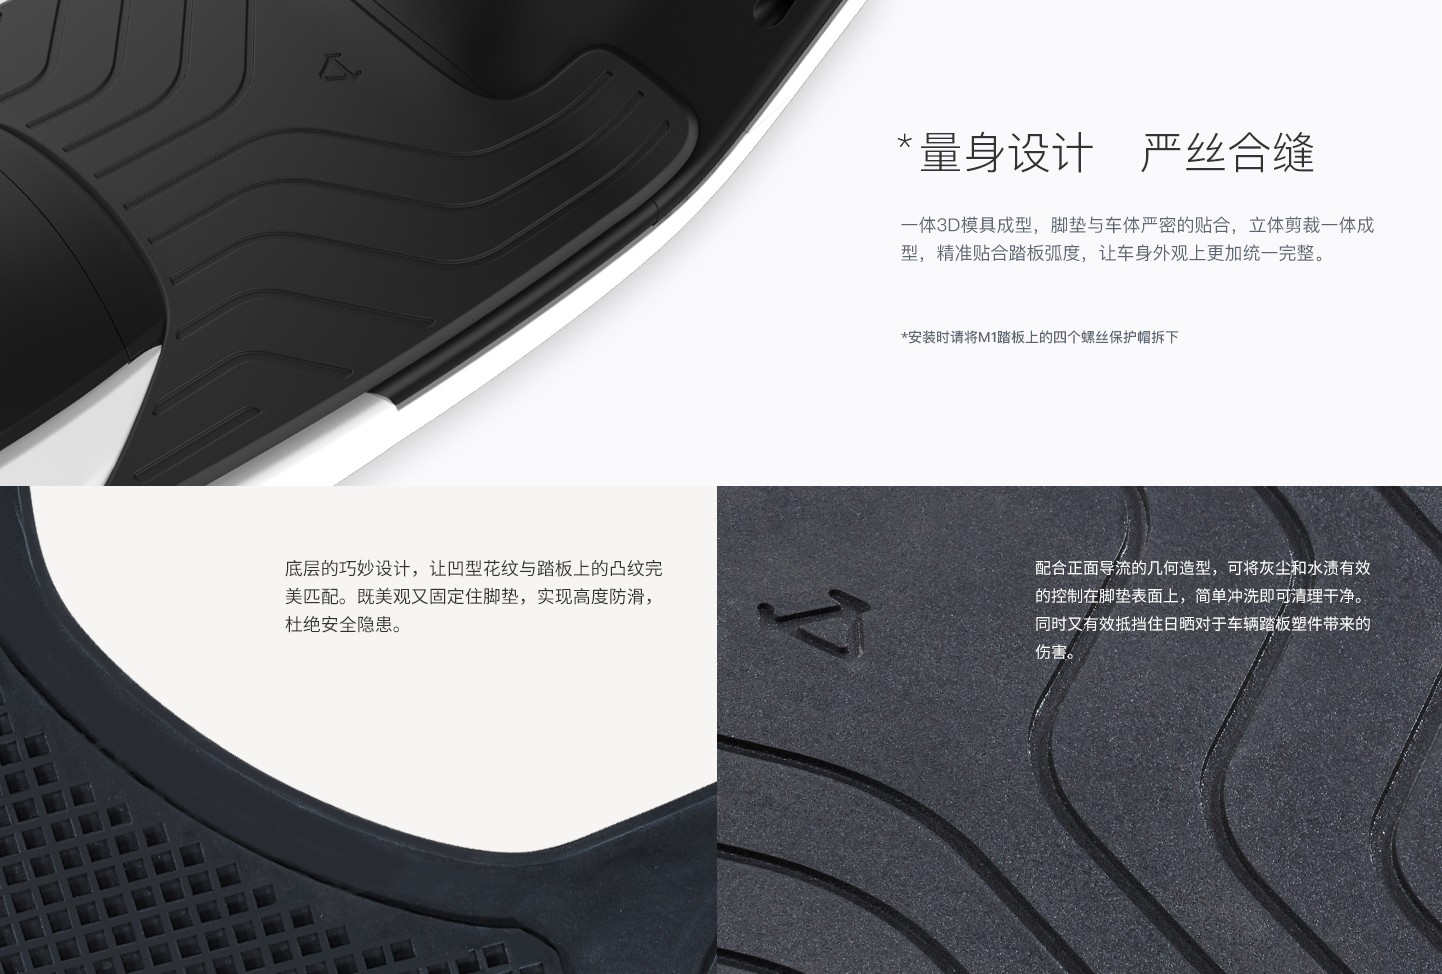 *量身设计　严丝合缝
一体3D模具成型，脚垫与车体严密的贴合，立体剪裁一体成
型，精准贴合踏板弧度，让车身外观上更加统一完整。
*安装时请将M1踏板上的四个螺丝保护帽拆下
底层的巧妙设计，让凹型花纹与踏板上的凸纹完
美匹配。既美观又固定住脚垫，实现高度防滑，
杜绝安全隐患。
配合正面导流的几何造型，可将灰尘和水渍有效
的控制在脚垫表面上，简单冲洗即可清理干净。
同时又有效抵挡住日晒对于车辆踏板塑件带来的
伤害。